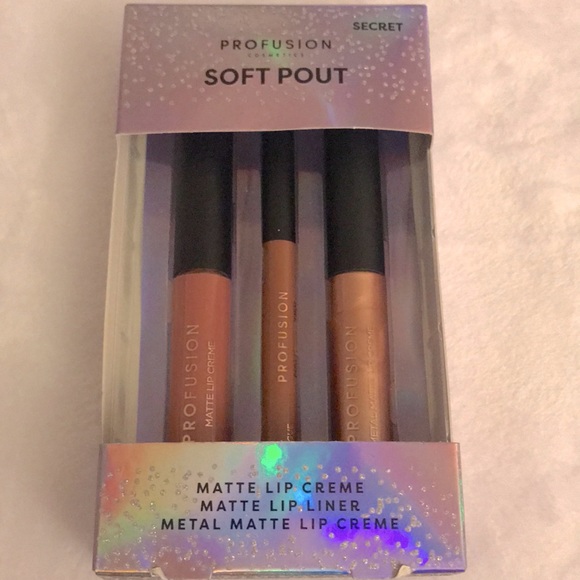 SECRET
PROFUSION
COSMETICS
SOFT POUT
PROFUSION
MATTE LIP CREME
PROFUSION
PROFUSION
METAL
MATTE LIP CREME
MATTE LIP LINER
METAL MATTE LIP CREME